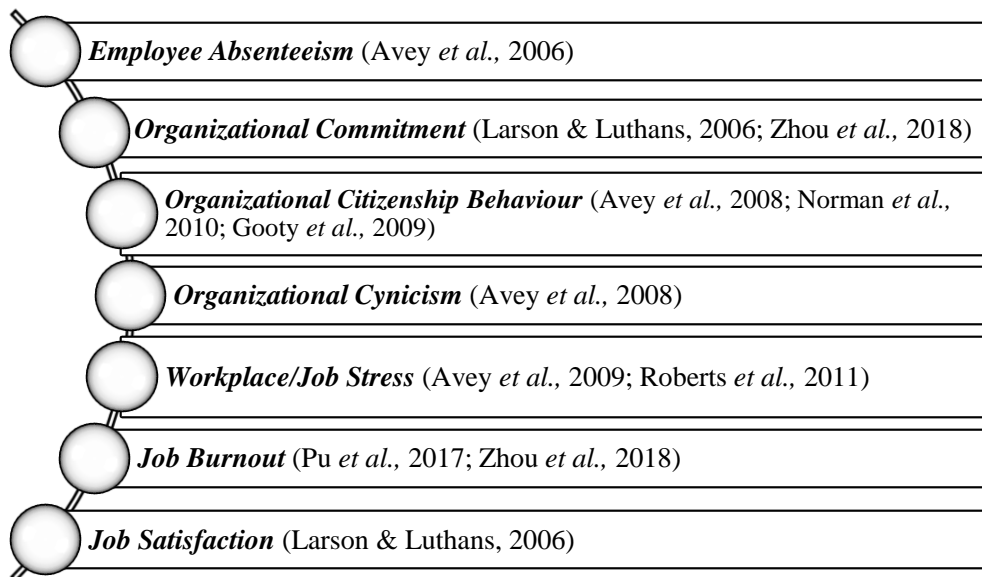 Employee Absenteeism (Avey et al., 2006)
Organizational Commitment (Larson & Luthans, 2006; Zhou et al., 2018)
Organizational Citizenship Behaviour (Avey et al., 2008; Norman et al.,
2010; Gooty et al., 2009)
Organizational Cynicism (Avey et al., 2008)
Workplace/Job Stress (Avey et al., 2009; Roberts et al., 2011)
Job Burnout (Pu et al., 2017; Zhou et al., 2018)
Job Satisfaction (Larson & Luthans, 2006)